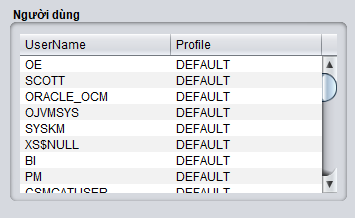 Người dùng
UserName Profile
OE DEFAULT
SCOTT DEFAULT
ORACLE_OCM DEFAULT
OJVMSYS DEFAULT
SYSKM DEFAULT
XS$NULL DEFAULT
BI DEFAULT
PM DEFAULT
GSMCATUSER DEFAULT